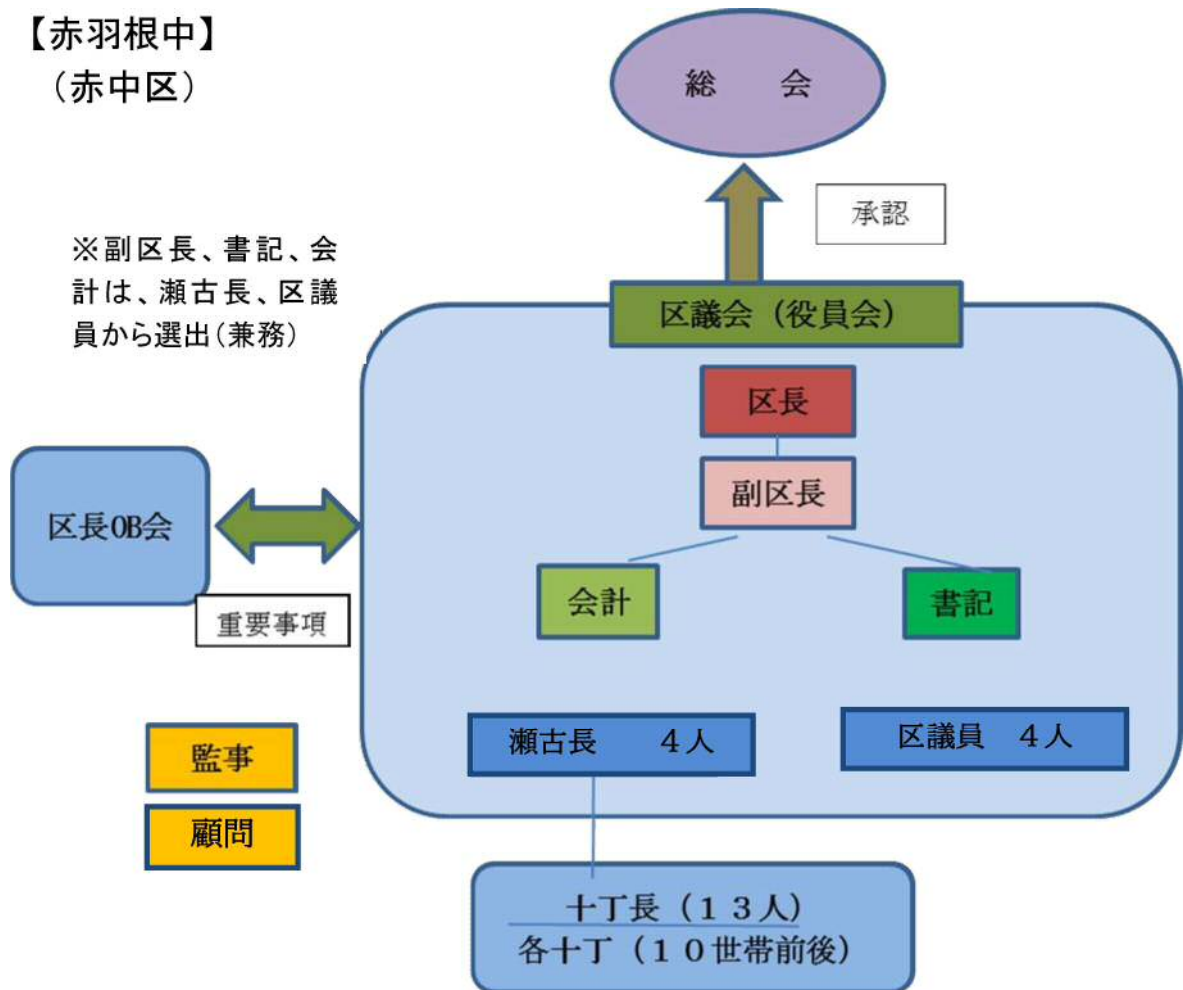 【赤羽根中】
（赤中区）
総　会
承認
※副区長、書記、会
計は、瀬古長、区議
員から選出（兼務）
区議会（役員会）
区長
副区長
区長OB会
重要事項
会計
書記
瀬古長　　４人
区議員　４人
監事
顧問
十丁長（１３人）
各十丁（１０世帯前後）